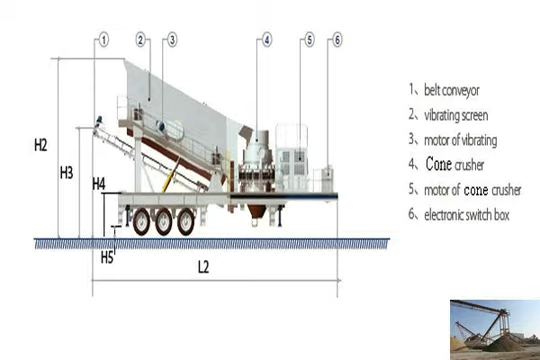 1 2 3 4 5 6
H2
H3
H4
H5
L2
1、belt conveyor
2、vibrating screen
3、motor of vibrating
4、Cone crusher
5、motor of cone crusher
6、electronic switch box